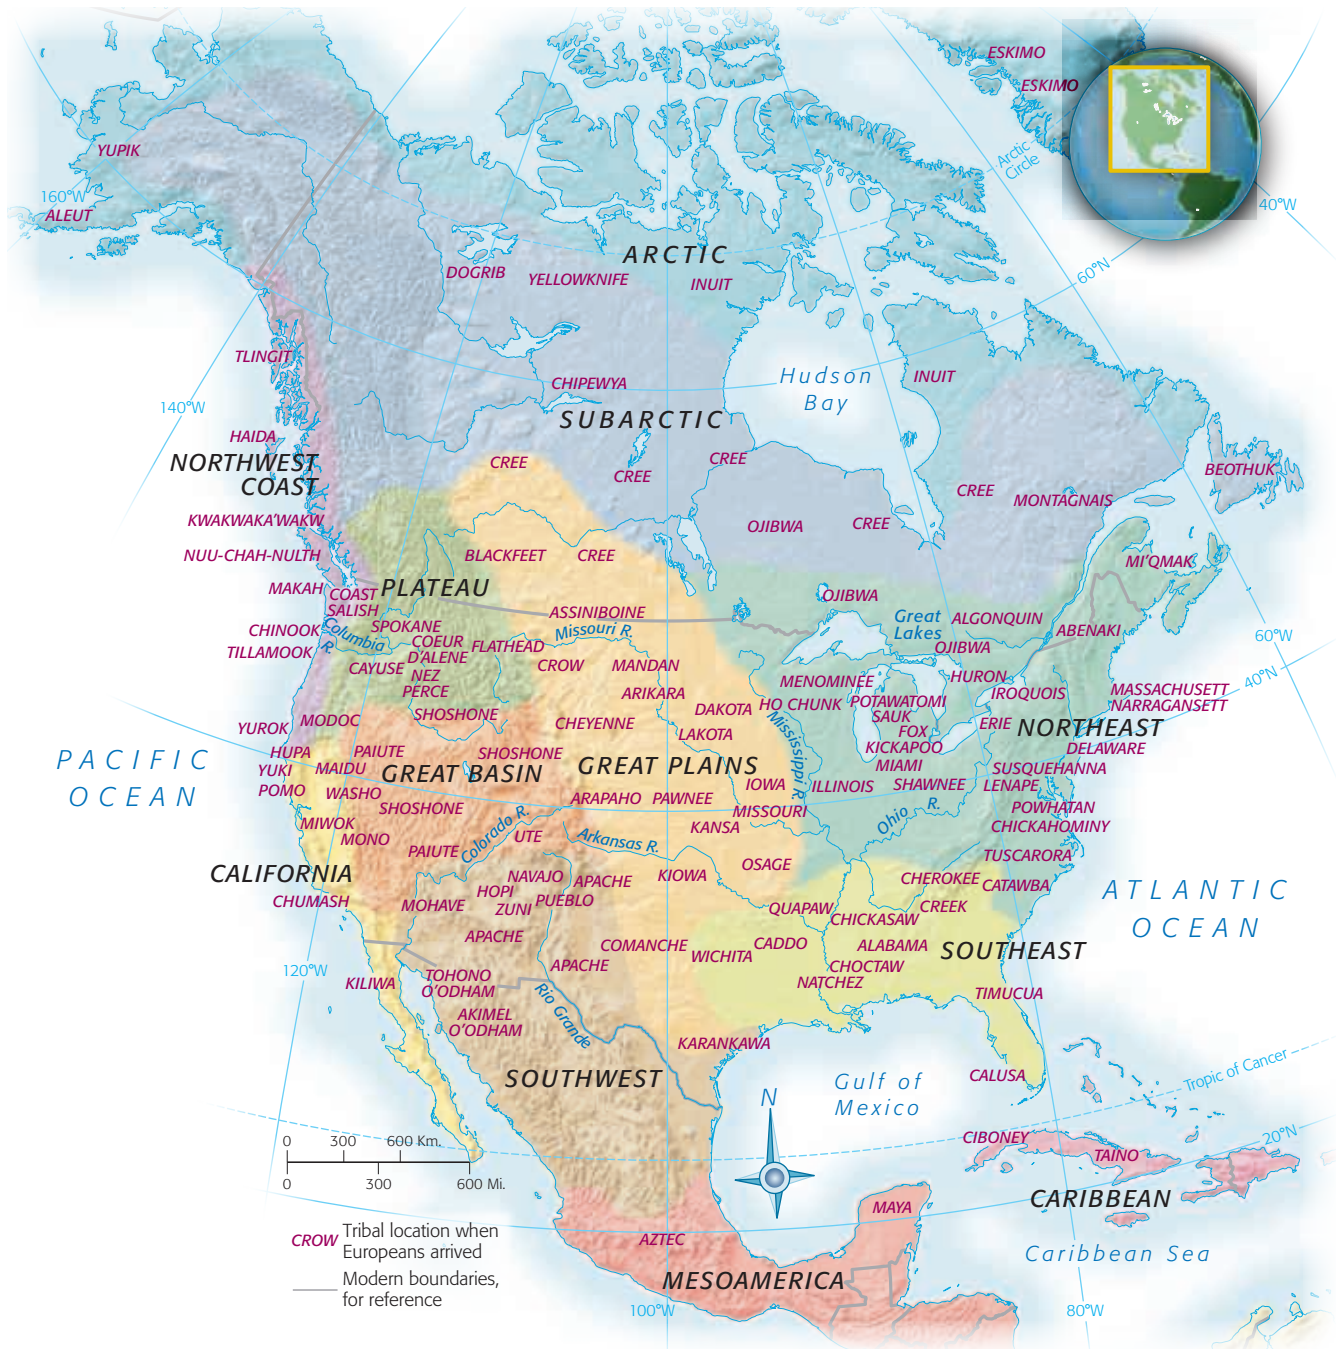 ESKIMO
ESKIMO
Arctic
Circle
40°W
YUPIK
160°W
ALEUT
ARCTIC
DOGRIB
YELLOWKNIFE
INUIT
60°N
TLINGIT
CHIPEWYA
Hudson
Bay
INUIT
140°W
SUBARCTIC
HAIDA
NORTHWEST
COAST
CREE
CREE
CREE
BEOTHUK
CREE
MONTAGNAIS
KWAKWAKA'WAKW
OJIBWA
CREE
NUU-CHAH-NULTH
BLACKFEET
CREE
MI'QMAK
MAKAH
COAST
SALISH
PLATEAU
OJIBWA
ASSINIBOINE
Great
Lakes
ALGONQUIN
CHINOOK
Columbia
R.
SPOKANE
Missouri R.
ABENAKI
60°W
TILLAMOOK
COEUR
D'ALENE
FLATHEAD
OJIBWA
CAYUSE
NEZ
PERCE
CROW
MANDAN
HURON
40°N
MENOMINEE
ARIKARA
IROQUOIS
MASSACHUSETT
NARRAGANSETT
HO CHUNK
POTAWATOMI
DAKOTA
SAUK
FOX
KICKAPOO
MIAMI
YUROK
MODOC
SHOSHONE
CHEYENNE
LAKOTA
Mississippi R.
ERIE
NORTHEAST
DELAWARE
PACIFIC
OCEAN
HUPA
YUKI
POMO
PAIUTE
MAIDU
WASHO
SHOSHONE
GREAT BASIN
GREAT PLAINS
SUSQUEHANNA
LENAPE
IOWA
ILLINOIS
SHAWNEE
SHOSHONE
ARAPAHO
PAWNEE
MISSOURI
POWHATAN
CHICKAHOMINY
MIWOK
MONO
Colorado R.
UTE
Arkansas R.
KANSA
Ohio
R.
PAIUTE
TUSCARORA
CALIFORNIA
NAVAJO
APACHE
KIOWA
OSAGE
CHEROKEE
CATAWBA
ATLANTIC
OCEAN
CHUMASH
MOHAVE
HOPI
ZUNI
PUEBLO
QUAPAW
CHICKASAW
CREEK
APACHE
COMANCHE
WICHITA
CADDO
ALABAMA
SOUTHEAST
120°W
APACHE
CHOCTAW
NATCHEZ
KILIWA
TOHONO
O'ODHAM
TIMUCUA
AKIMEL
O'ODHAM
Rio Grande
KARANKAWA
SOUTHWEST
Gulf of
Mexico
CALUSA
Tropic of Cancer
N
0 300 600 Km.
0 300 600 Mi.
CIBONEY
TAINO
20°N
CARIBBEAN
MAYA
CROW
Tribal location when
Europeans arrived
AZTEC
Caribbean Sea
Modern boundaries,
for reference
MESOAMERICA
100°W
80°W